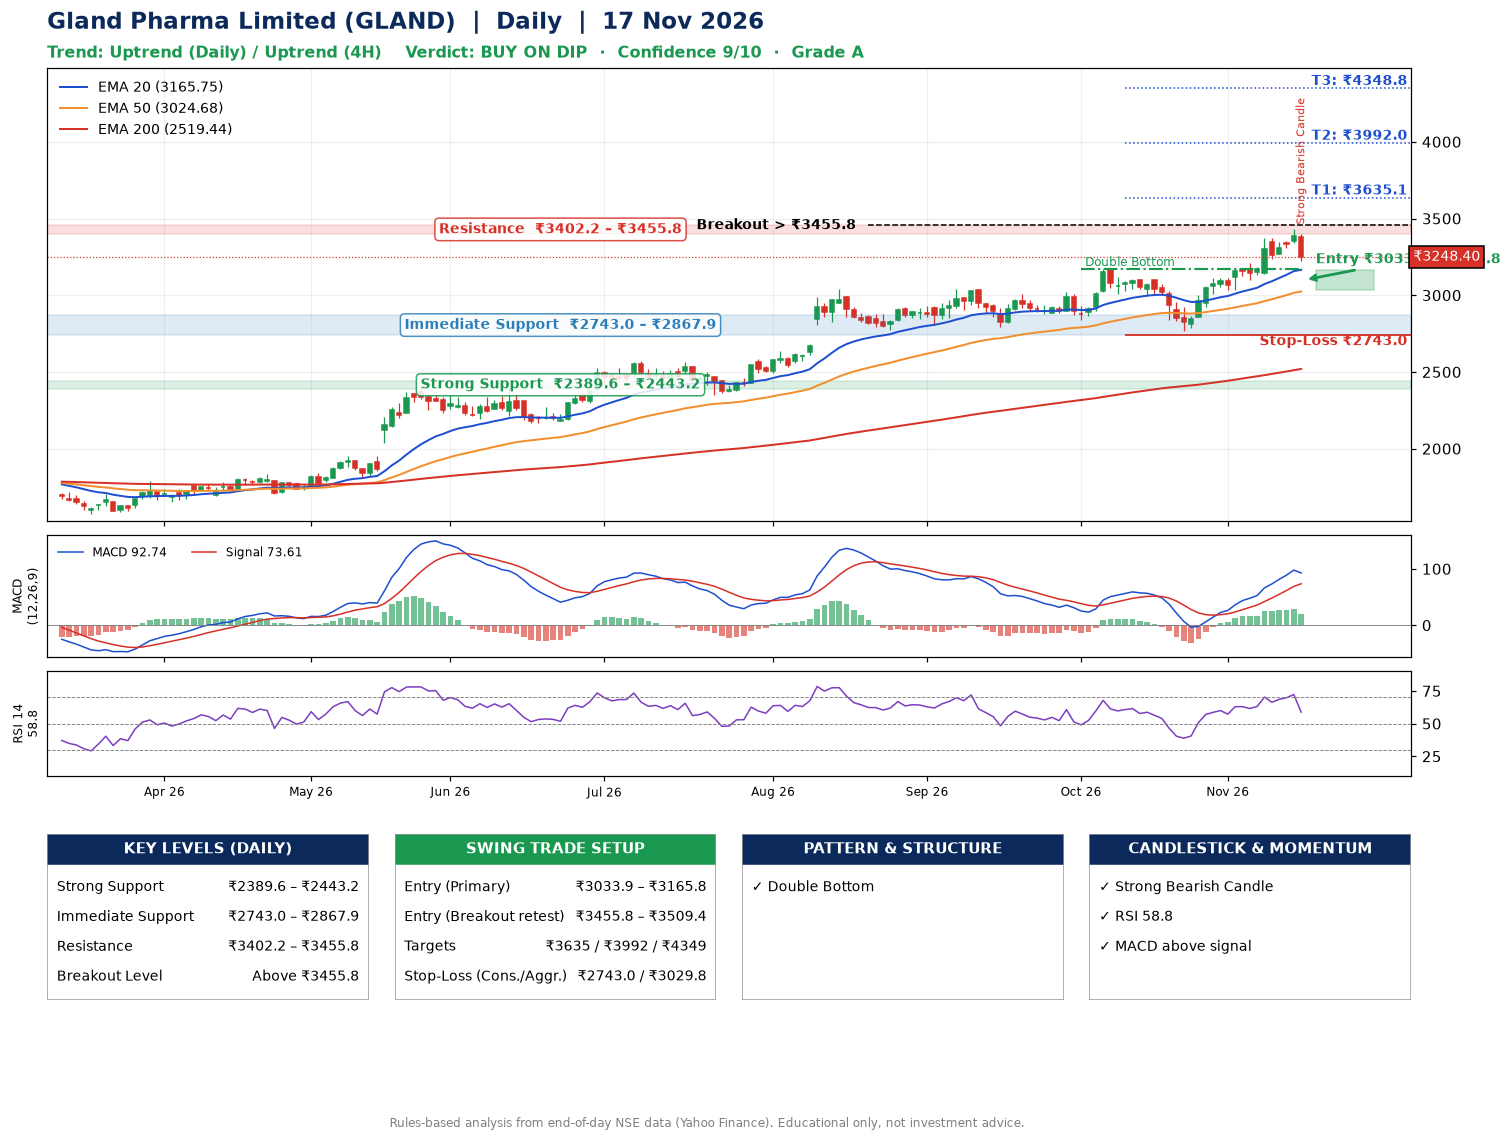 Gland Pharma Limited (GLAND) | Daily | 17 Nov 2026
Trend: Uptrend (Daily) / Uptrend (4H) Verdict: BUY ON DIP · Confidence 9/10 · Grade A
EMA 20 (3165.75)
EMA 50 (3024.68)
EMA 200 (2519.44)
T3: ₹4348.8
Strong Bearish Candle
T2: ₹3992.0
4000
T1: ₹3635.1
3500
Resistance ₹3402.2 – ₹3455.8
Breakout > ₹3455.8
Double Bottom
Entry ₹3033 .8
₹3248.40
3000
Immediate Support ₹2743.0 – ₹2867.9
Stop-Loss ₹2743.0
2500
Strong Support ₹2389.6 – ₹2443.2
2000
MACD 92.74
Signal 73.61
MACD
(12,26,9)
100
0
RSI 14
58.8
75
50
25
Apr 26 May 26 Jun 26 Jul 26 Aug 26 Sep 26 Oct 26 Nov 26
KEY LEVELS (DAILY)
Strong Support ₹2389.6 – ₹2443.2
Immediate Support ₹2743.0 – ₹2867.9
Resistance ₹3402.2 – ₹3455.8
Breakout Level Above ₹3455.8
SWING TRADE SETUP
Entry (Primary) ₹3033.9 – ₹3165.8
Entry (Breakout retest) ₹3455.8 – ₹3509.4
Targets ₹3635 / ₹3992 / ₹4349
Stop-Loss (Cons./Aggr.) ₹2743.0 / ₹3029.8
PATTERN & STRUCTURE
✓ Double Bottom
CANDLESTICK & MOMENTUM
✓ Strong Bearish Candle
✓ RSI 58.8
✓ MACD above signal
Rules-based analysis from end-of-day NSE data (Yahoo Finance). Educational only, not investment advice.